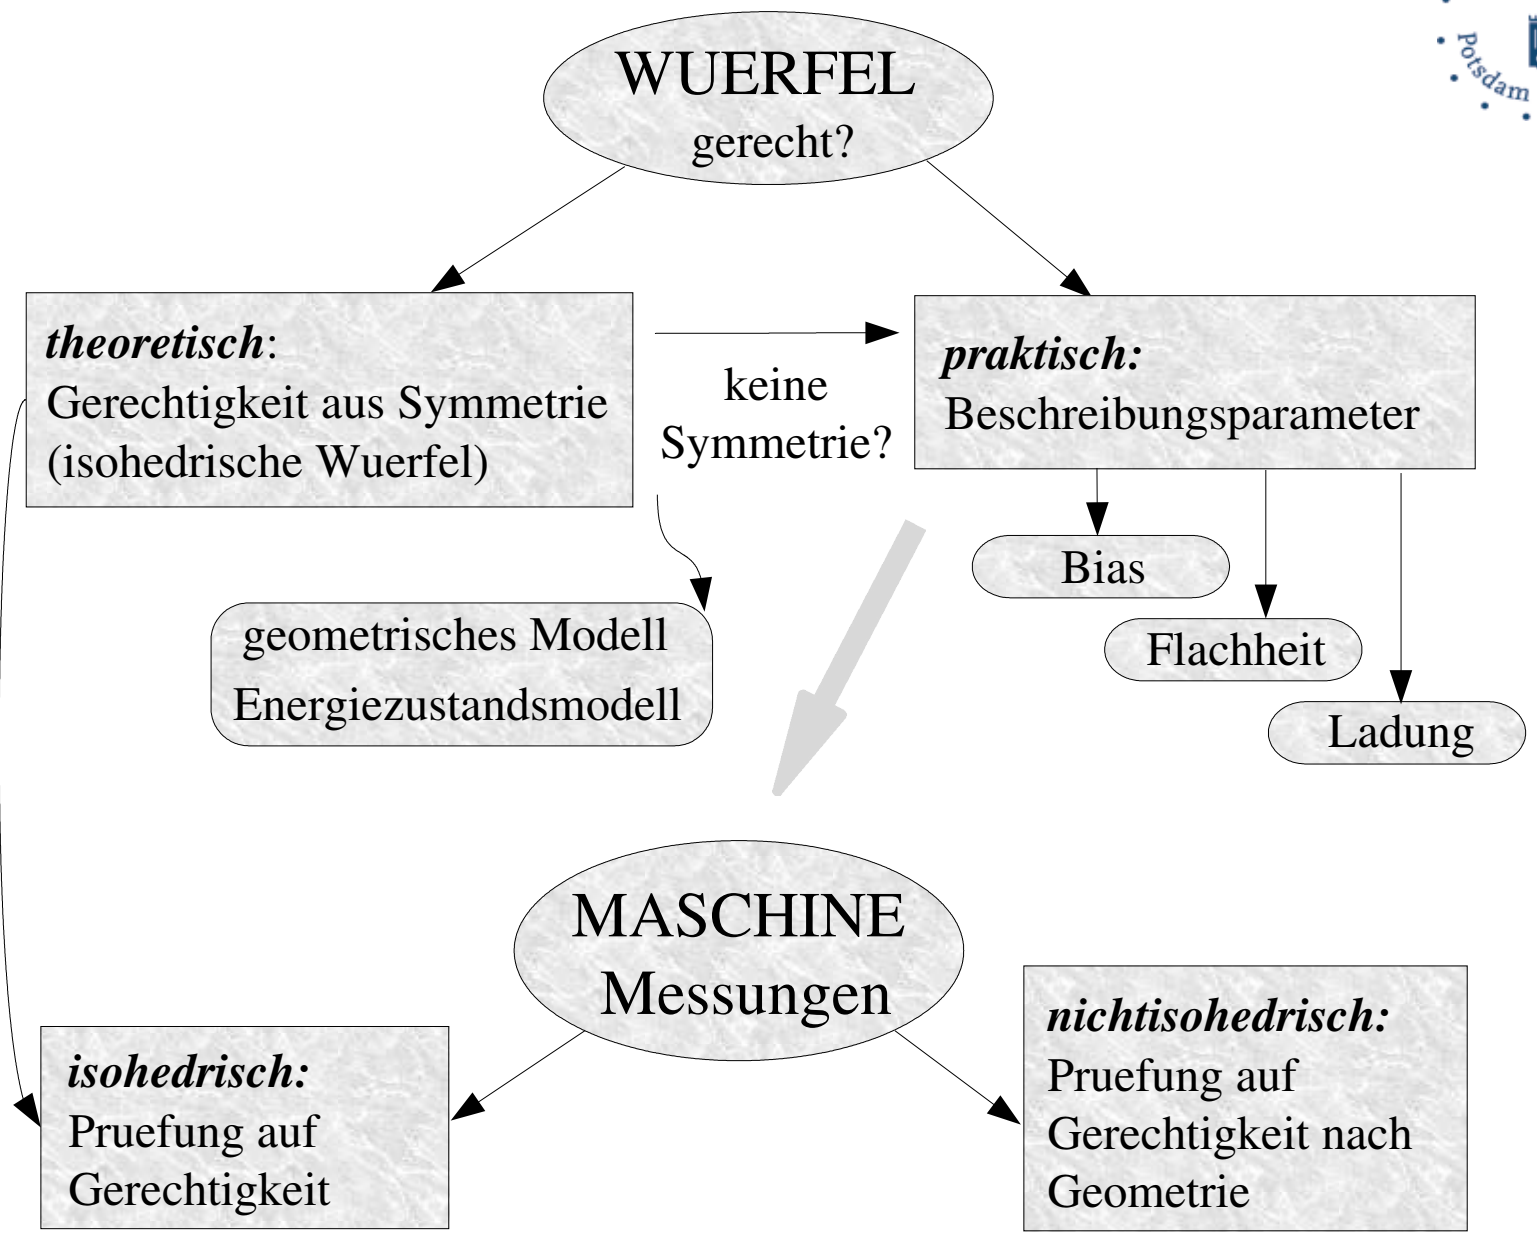 WUERFEL
gerecht?
Potsdam
theoretisch:
Gerechtigkeit aus Symmetrie
(isohedrische Wuerfel)
keine
Symmetrie?
praktisch:
Beschreibungsparameter
Bias
Flachheit
Ladung
geometrisches Modell
Energiezustandsmodell
MASCHINE
Messungen
isohedrisch:
Pruefung auf
Gerechtigkeit
nichtisohedrisch:
Pruefung auf
Gerechtigkeit nach
Geometrie